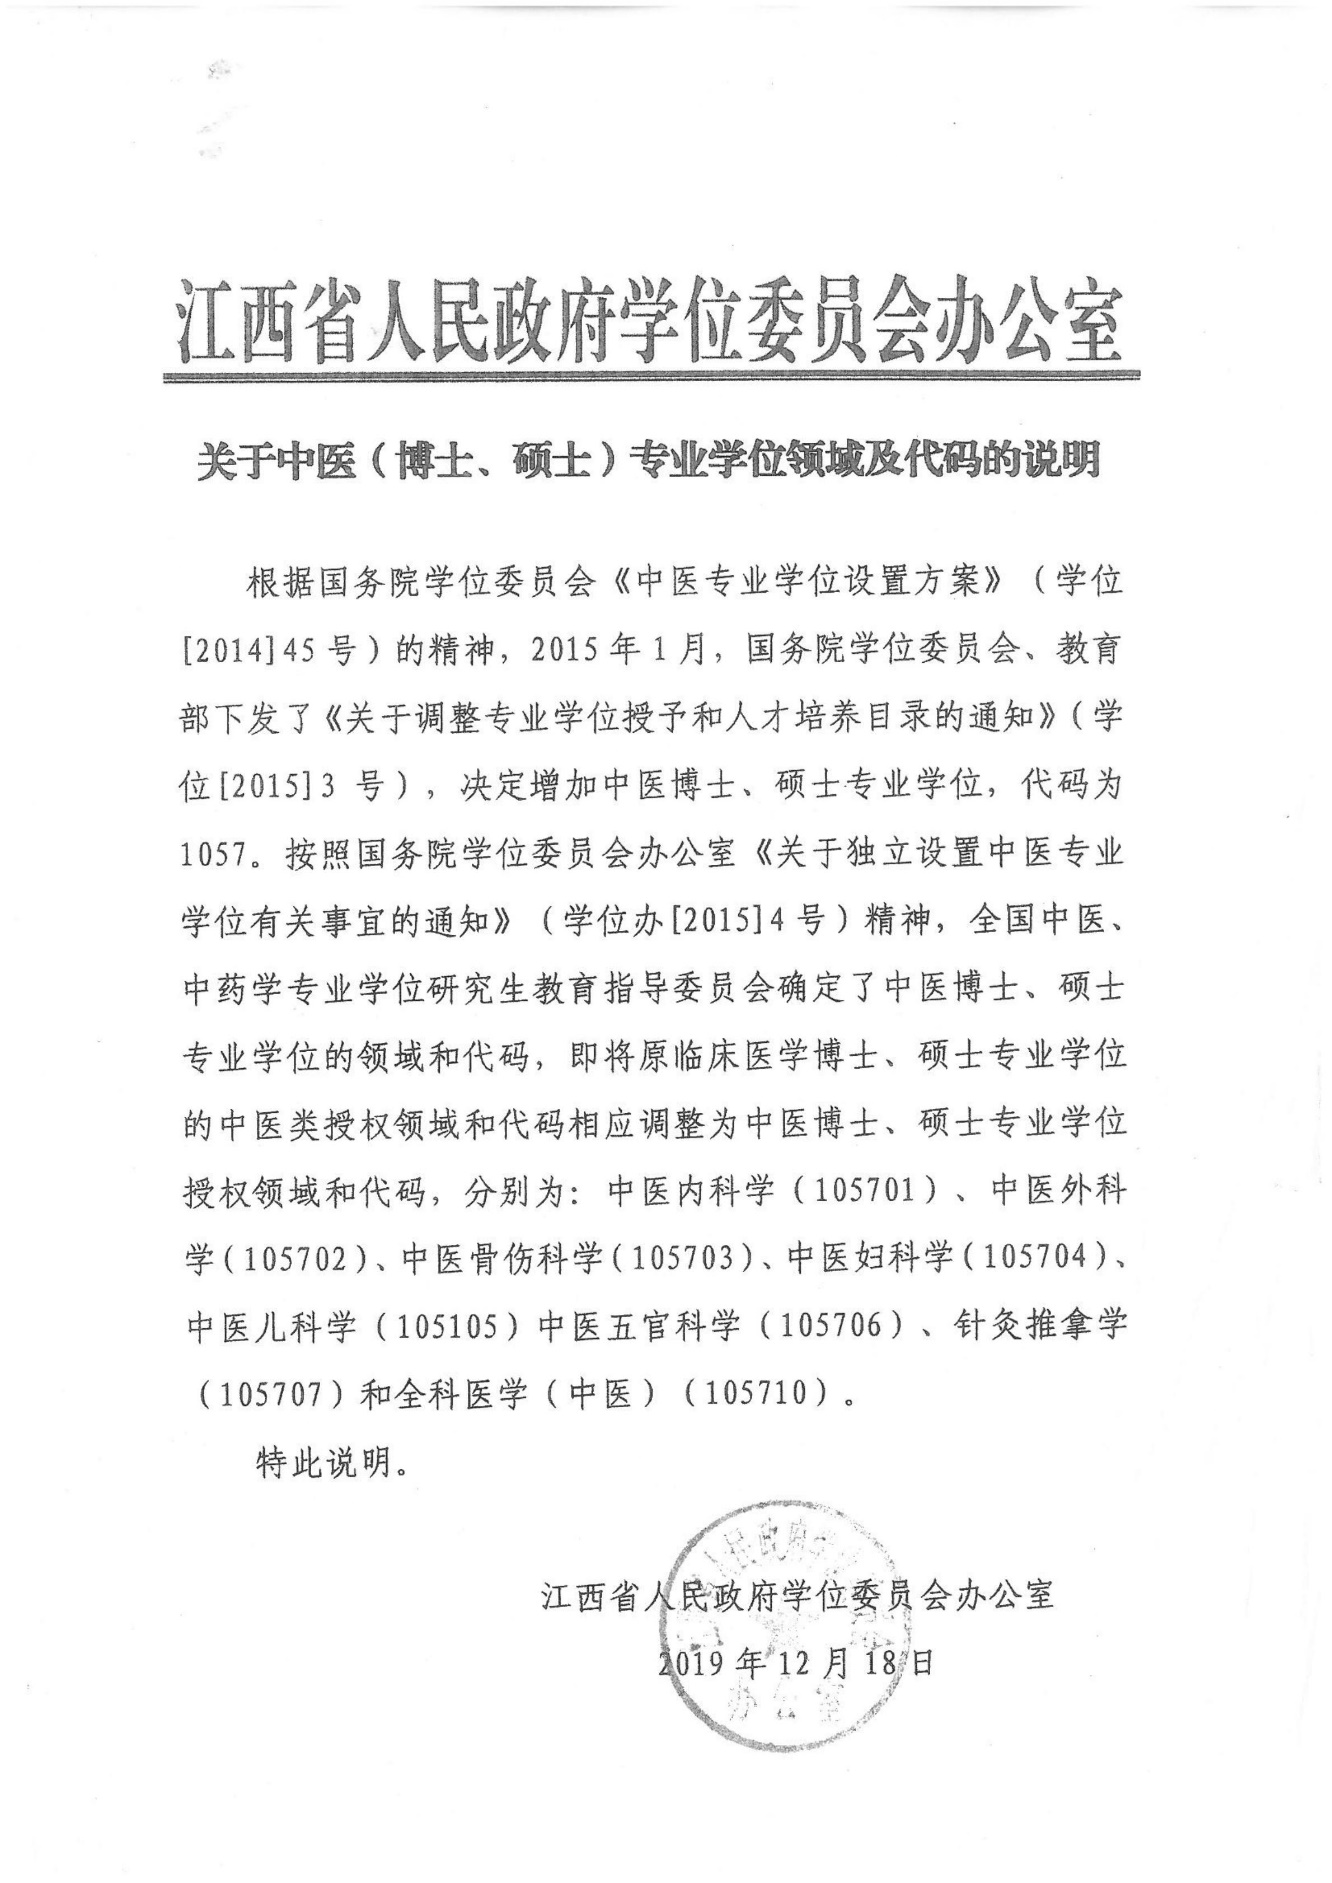 江西省人民政府学位委员会办公室
关于中医（博士、硕士）专业学位领域及代码的说明
根据国务院学位委员会《中医专业学位设置方案》（学位
[2014]45号）的精神，2015年1月，国务院学位委员会、教育
部下发了《关于调整专业学位授予和人才培养目录的通知》（学
位[2015]3 号），决定增加中医博士、硕士专业学位，代码为
1057。按照国务院学位委员会办公室《关于独立设置中医专业
学位有关事宜的通知》（学位办[2015]4号）精神，全国中医、
中药学专业学位研究生教育指导委员会确定了中医博士、硕士
专业学位的领域和代码，即将原临床医学博士、硕士专业学位
的中医类授权领域和代码相应调整为中医博士、硕士专业学位
授权领域和代码，分别为：中医内科学（105701）、中医外科
学（105702）、中医骨伤科学（105703）、中医妇科学（105704）、
中医儿科学（105105）中医五官科学（105706）、针灸推拿学
（105707）和全科医学（中医）（105710）。
特此说明。
江西省人民政府学位委员会办公室
2019年12月18日
办公室